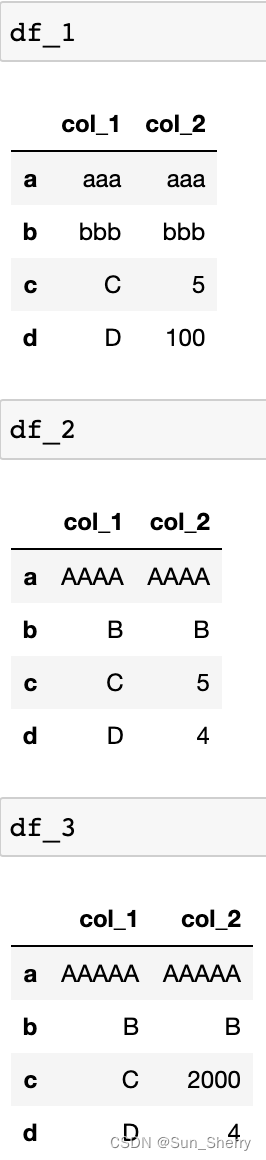 df_1
col_1 col_2
a aaa aaa
b bbb bbb
c C 5
d D 100
df_2
col_1 col_2
a AAAA AAAA
b B B
c C 5
d D 4
df_3
col_1 col_2
a AAAAA AAAAA
b B B
c C 2000
d D 4
CSDN @Sun_Sherry